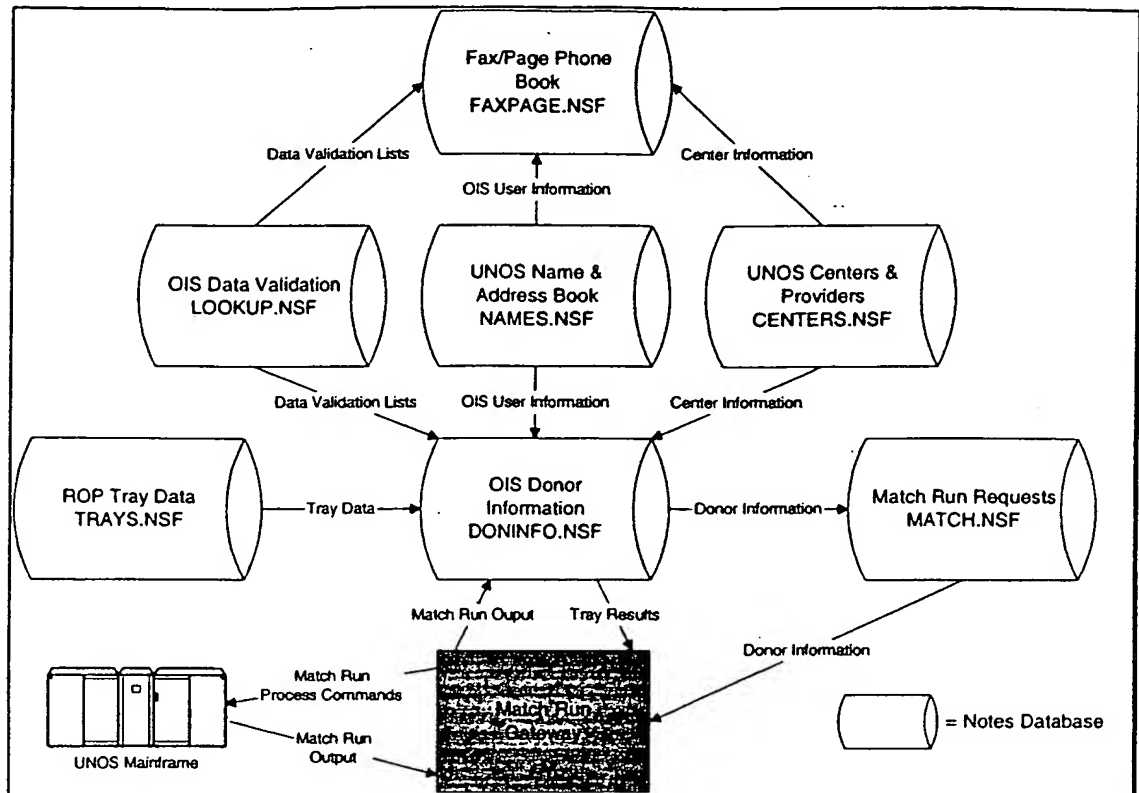 Fax/Page Phone
Book
FAXPAGE.NSF
Data Validation Lists
Center Information
OIS User Information
OIS Data Validation
LOOKUP.NSF
UNOS Name &
Address Book
NAMES.NSF
UNOS Centers &
Providers
CENTERS.NSF
Data Validation Lists
OIS User Information
Center Information
ROP Tray Data
TRAYS.NSF
Tray Data
OIS Donor
Information
DONINFO.NSF
Donor Information
Match Run Requests
MATCH.NSF
Match Run Ouput
Tray Results
Donor Information
Match Run
Process Commands
Match Run
Gateway
Match Run
Output
UNOS Mainframe
= Notes Database